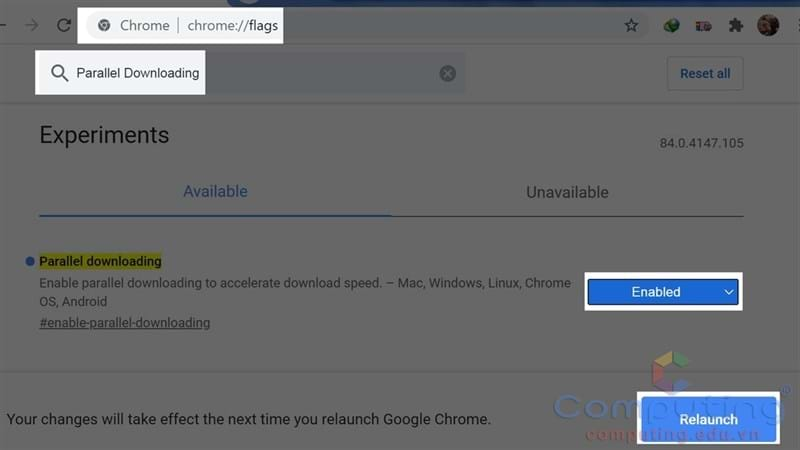 Chrome | chrome://flags
Parallel Downloading
Reset all
Experiments
84.0.4147.105
Available
Unavailable
Parallel downloading
Enable parallel downloading to accelerate download speed. – Mac, Windows, Linux, Chrome
OS, Android
#enable-parallel-downloading
Enabled
Your changes will take effect the next time you relaunch Google Chrome.
Relaunch
Computing®
computing.edu.vn